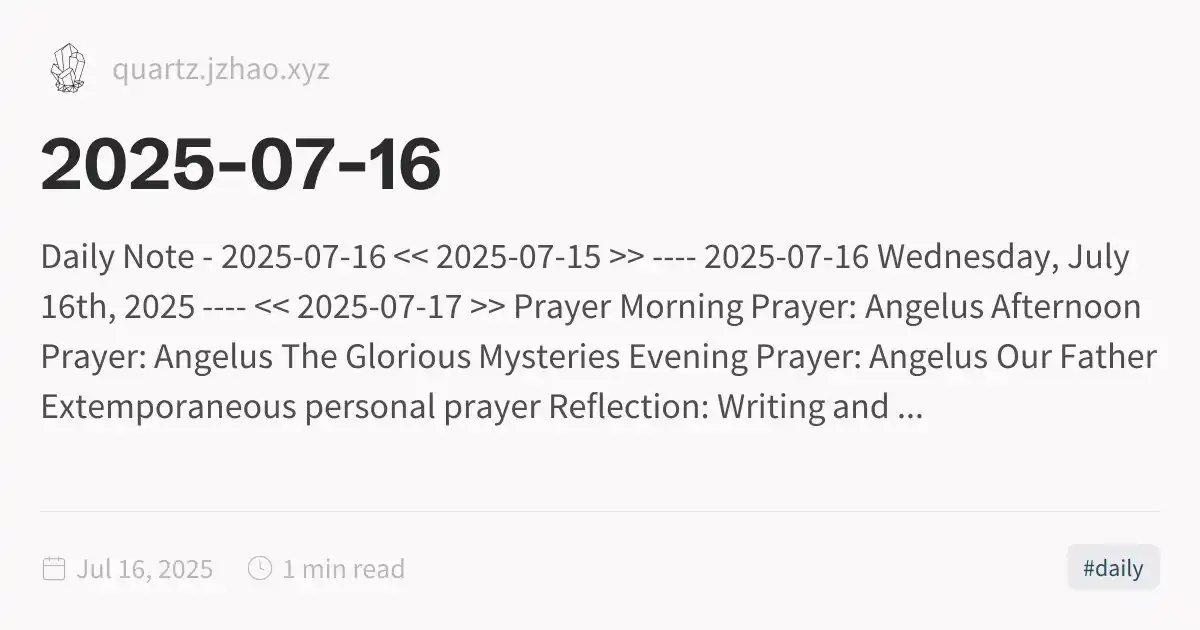 quartz.jzhao.xyz
2025-07-16
Daily Note - 2025-07-16 << 2025-07-15 >> ---- 2025-07-16 Wednesday, July
16th, 2025 ---- << 2025-07-17 >> Prayer Morning Prayer: Angelus Afternoon
Prayer: Angelus The Glorious Mysteries Evening Prayer: Angelus Our Father
Extemporaneous personal prayer Reflection: Writing and ...
Jul 16, 2025 1 min read #daily